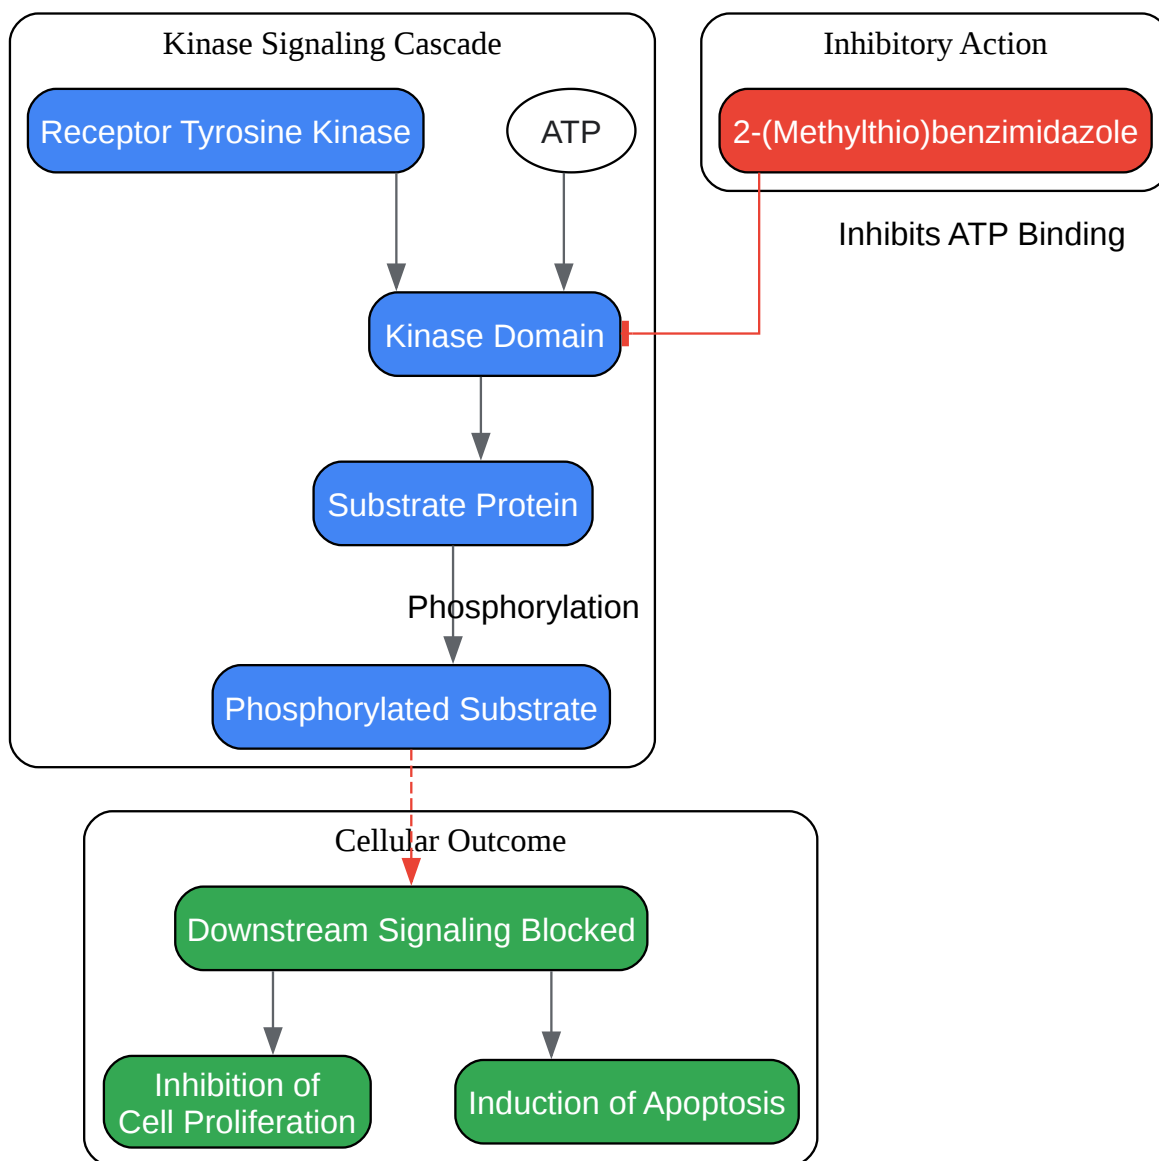 Kinase Signaling Cascade
Inhibitory Action
Receptor Tyrosine Kinase
ATP
2-(Methylthio)benzimidazole
Inhibits ATP Binding
Kinase Domain
Substrate Protein
Phosphorylation
Phosphorylated Substrate
Cellular Outcome
Downstream Signaling Blocked
Inhibition of
Cell Proliferation
Induction of Apoptosis